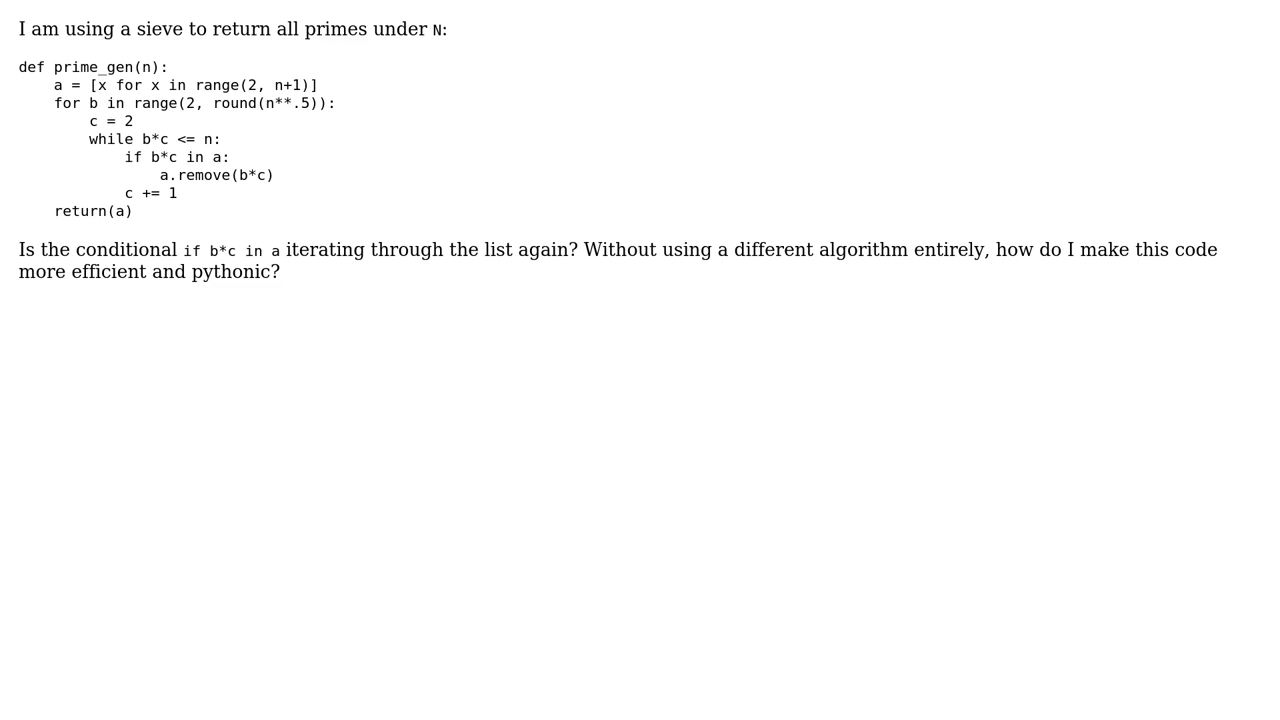 I am using a sieve to return all primes under N:
def prime_gen(n):
    a = [x for x in range(2, n+1)]
    for b in range(2, round(n**.5)):
        c = 2
        while b*c <= n:
            if b*c in a:
                a.remove(b*c)
            c += 1
    return(a)
Is the conditional if b*c in a iterating through the list again? Without using a different algorithm entirely, how do I make this code
more efficient and pythonic?